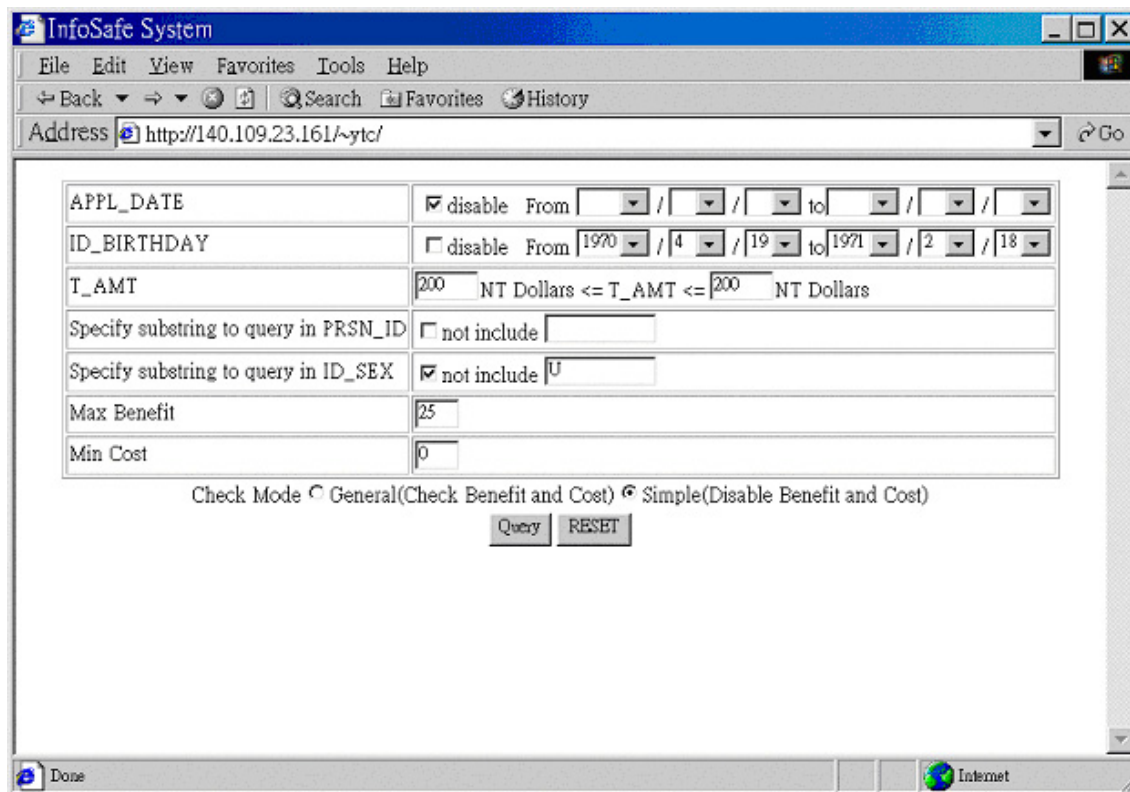 InfoSafe System
File Edit View Favorites Tools Help
Back Search Favorites History
Address http://140.109.23.161/~ytc/ Go
APPL_DATE disable From / / to / /
ID_BIRTHDAY disable From 1970 / 4 / 19 to 1971 / 2 / 18
T_AMT 200 NT Dollars <= T_AMT <= 200 NT Dollars
Specify substring to query in PRSN_ID not include
Specify substring to query in ID_SEX not include U
Max Benefit 25
Min Cost 0
Check Mode General(Check Benefit and Cost) Simple(Disable Benefit and Cost)
Query RESET
Done Internet